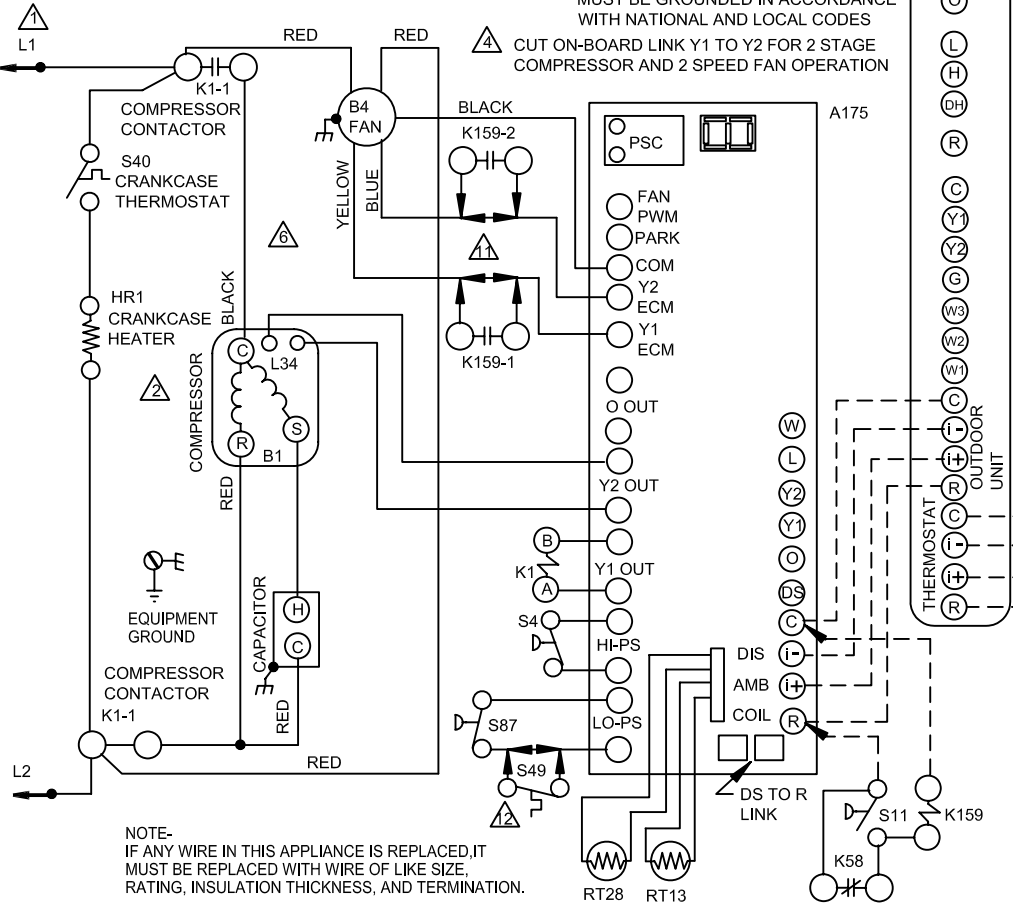 MUST BE GROUNDED IN ACCORDANCE
WITH NATIONAL AND LOCAL CODES
4
CUT ON-BOARD LINK Y1 TO Y2 FOR 2 STAGE
COMPRESSOR AND 2 SPEED FAN OPERATION
1
L1
RED
RED
K1-1
COMPRESSOR
CONTACTOR
S40
CRANKCASE
THERMOSTAT
B4
FAN
BLACK
K159-2
YELLOW
BLUE
6
11
K159-1
HR1
CRANKCASE
HEATER
2
BLACK
COMPRESSOR
C
L34
R
S
B1
RED
EQUIPMENT
GROUND
CAPACITOR
H
C
RED
COMPRESSOR
CONTACTOR
K1-1
L2
RED
A175
PSC
FAN
PWM
PARK
COM
Y2
ECM
Y1
ECM
O OUT
Y2 OUT
Y1 OUT
HI-PS
LO-PS
B
K1
A
S4
S87
S49
12
W
L
Y2
Y1
O
DS
C
DIS
i-
AMB
i+
COIL
R
DS TO R
LINK
RT28
RT13
S11
K159
K58
O
L
H
DH
R
C
Y1
Y2
G
W3
W2
W1
C
i-
i+
R
OUTDOOR
UNIT
C
i-
i+
R
THERMOSTAT
NOTE-
IF ANY WIRE IN THIS APPLIANCE IS REPLACED,IT
MUST BE REPLACED WITH WIRE OF LIKE SIZE,
RATING, INSULATION THICKNESS, AND TERMINATION.